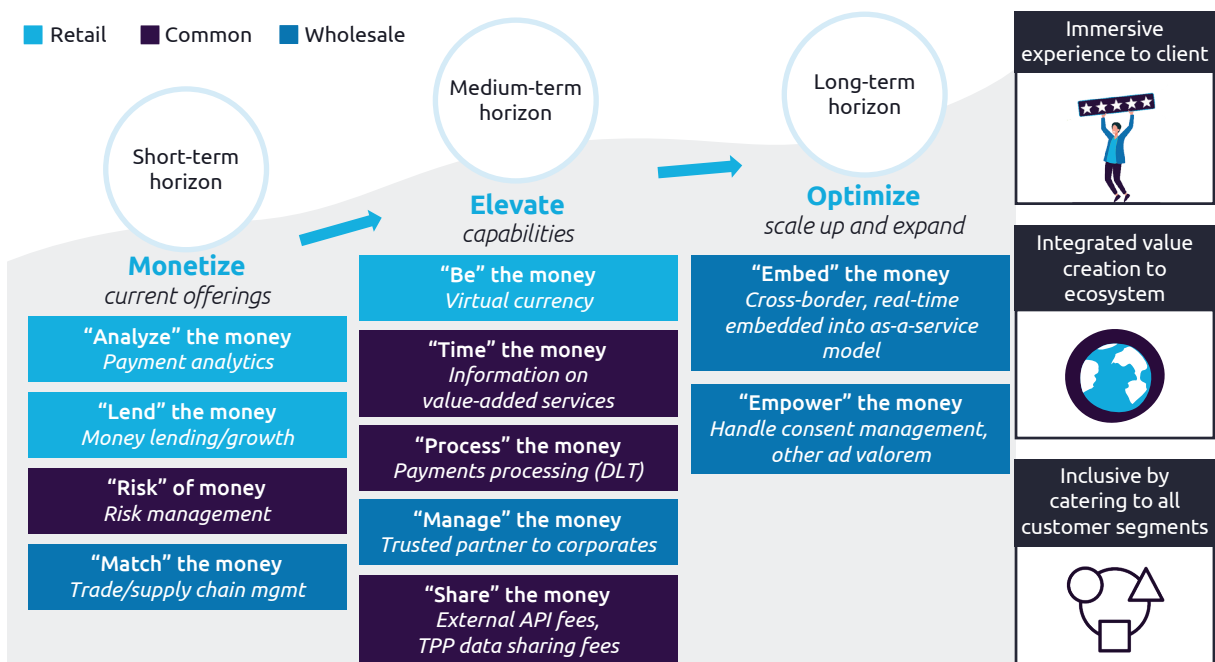 Retail
Common
Wholesale
Short-term
horizon
Monetize
current offerings
“Analyze” the money
Payment analytics
“Lend” the money
Money lending/growth
“Risk” of money
Risk management
“Match” the money
Trade/supply chain mgmt
Medium-term
horizon
Elevate
capabilities
“Be” the money
Virtual currency
“Time” the money
Information on
value-added services
“Process” the money
Payments processing (DLT)
“Manage” the money
Trusted partner to corporates
“Share” the money
External API fees,
TPP data sharing fees
Long-term
horizon
Optimize
scale up and expand
“Embed” the money
Cross-border, real-time
embedded into as-a-service
model
“Empower” the money
Handle consent management,
other ad valorem
Immersive
experience to client
Integrated value
creation to
ecosystem
Inclusive by
catering to all
customer segments